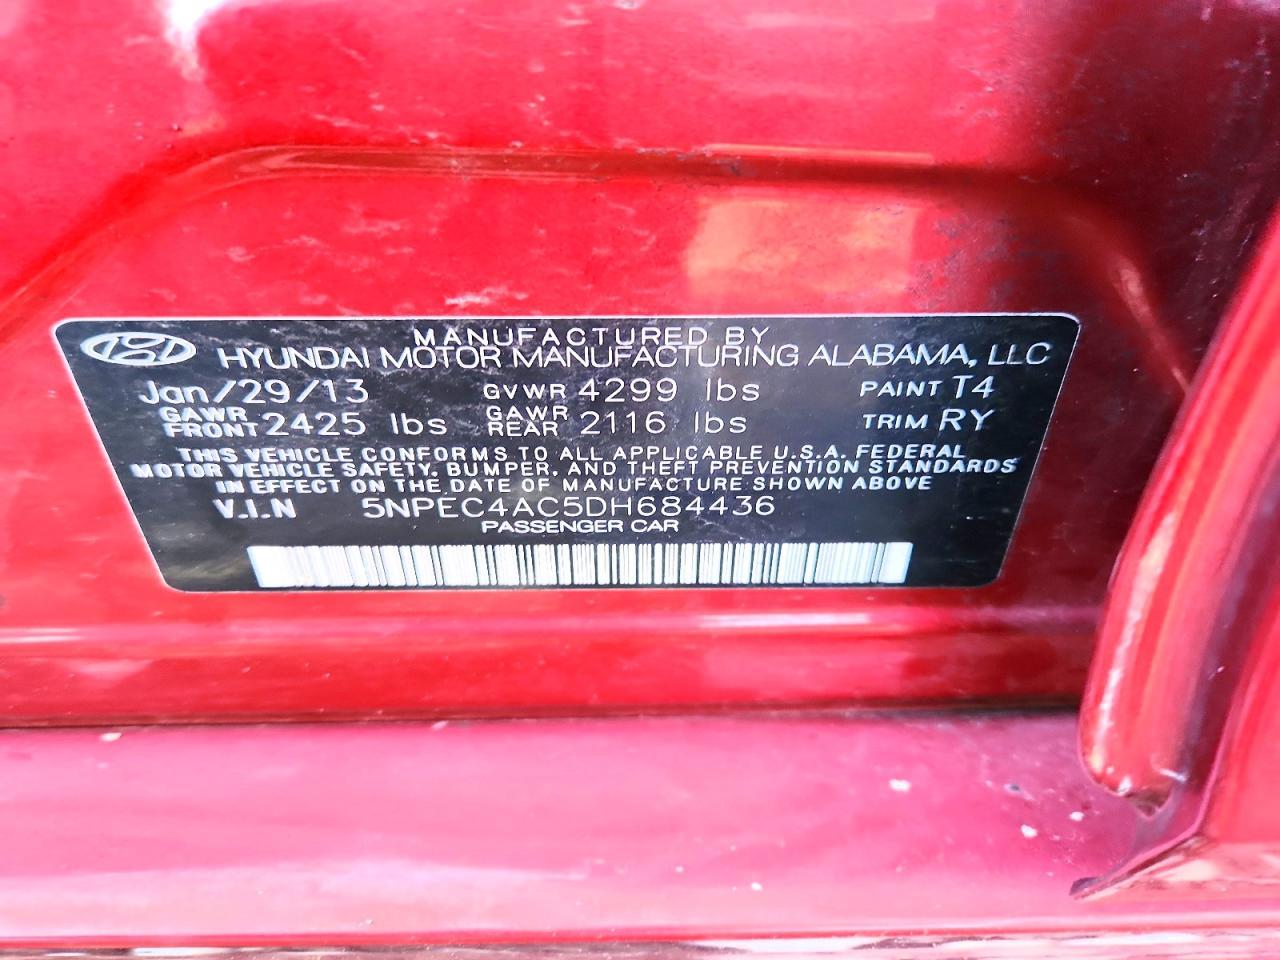 MANUFACTURED BY
HYUNDAI MOTOR MANUFACTURING ALABAMA, LLC
Jan/29/13 GVWR 4299 lbs PAINT T4
GAWR FRONT 2425 lbs GAWR REAR 2116 lbs TRIM RY
THIS VEHICLE CONFORMS TO ALL APPLICABLE U.S.A. FEDERAL
MOTOR VEHICLE SAFETY, BUMPER, AND THEFT PREVENTION STANDARDS
IN EFFECT ON THE DATE OF MANUFACTURE SHOWN ABOVE
V.I.N 5NPEC4AC5DH684436
PASSENGER CAR